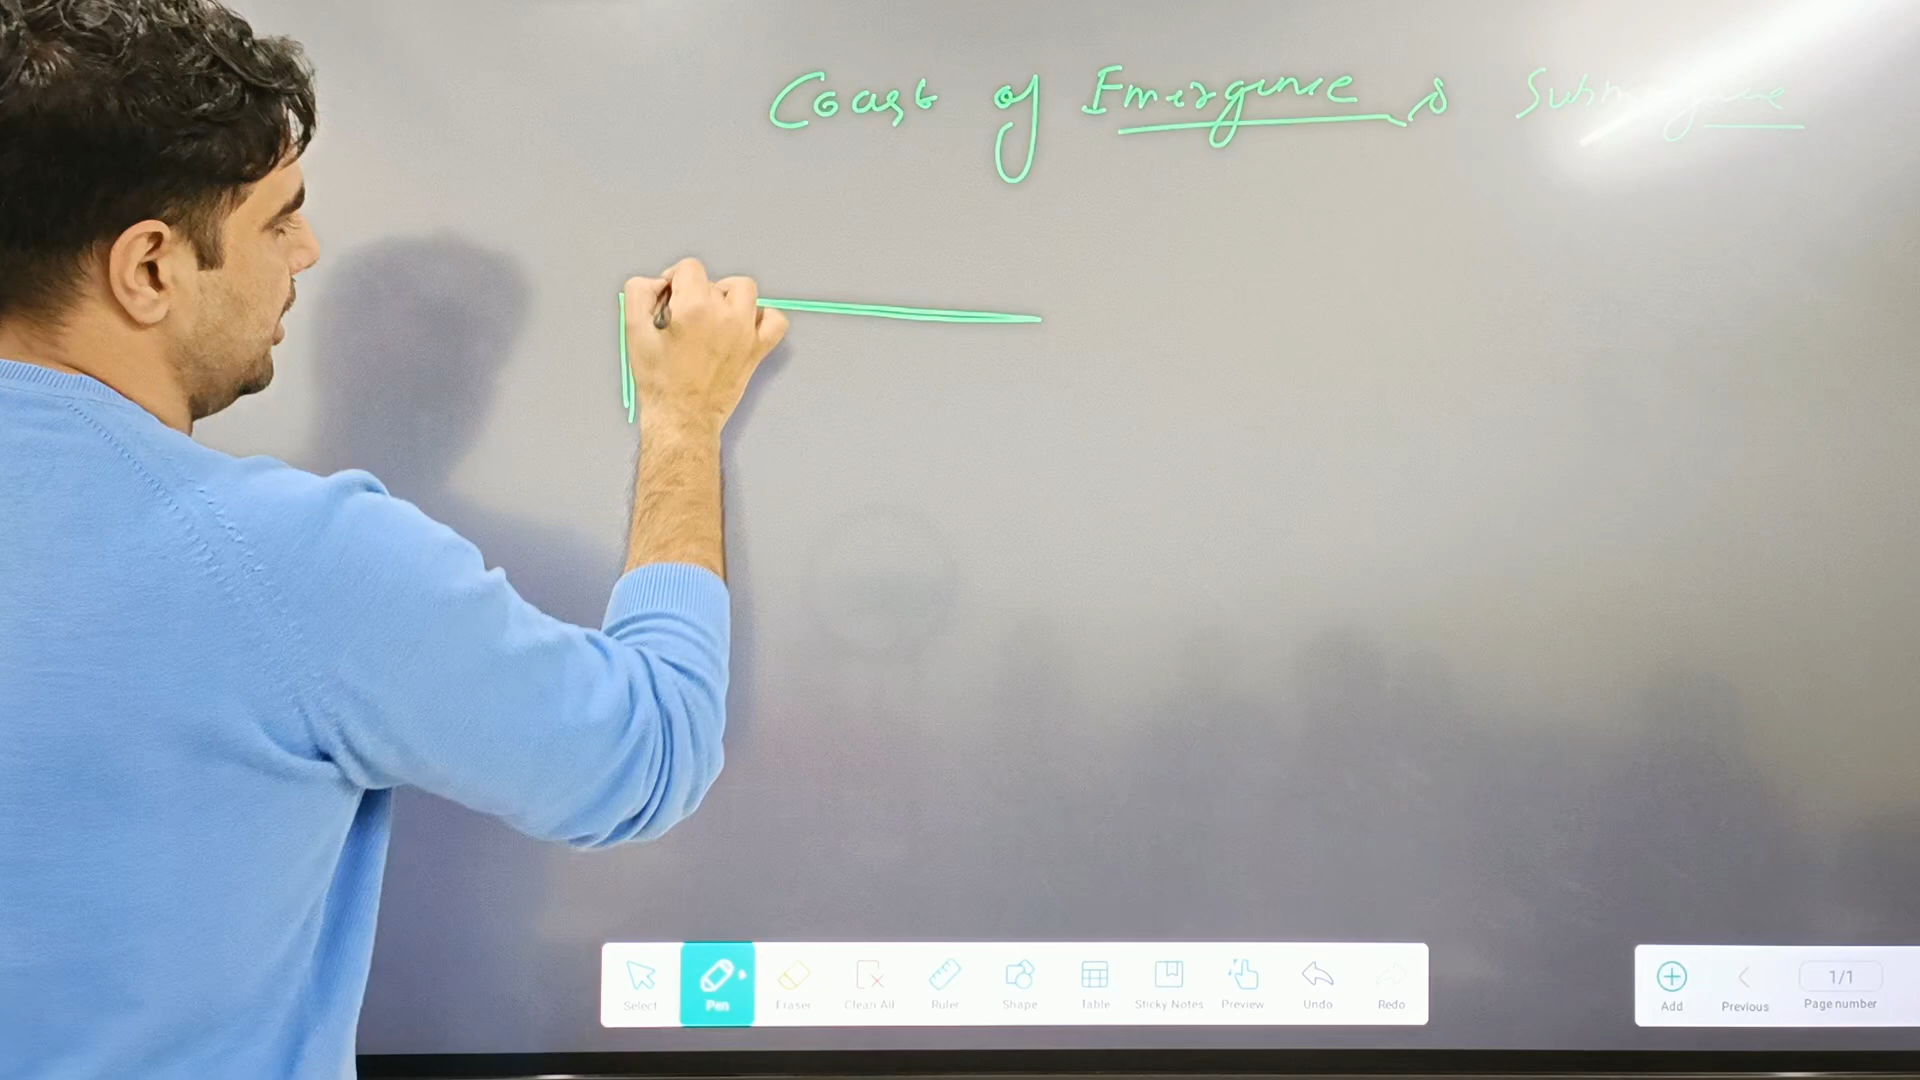 Coast of Emergence & Submergence
Select Pen Eraser Clean All Ruler Shape Table Sticky Notes Preview Undo Redo
Add Previous 1/1 Page number